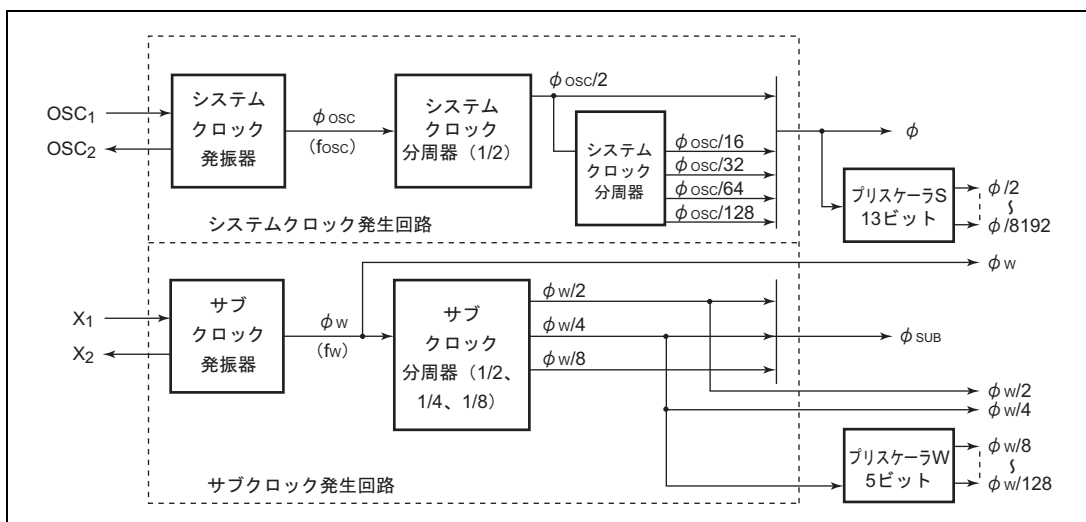 OSC1
OSC2
システム
クロック
発振器
φOSC
(fOSC)
システム
クロック
分周器（1/2）
φOSC/2
システム
クロック
分周器
φOSC/16
φOSC/32
φOSC/64
φOSC/128
φ
プリスケーラS
13ビット
φ/2
〜
φ/8192
システムクロック発生回路
X1
X2
サブ
クロック
発振器
φW
(fW)
サブ
クロック
分周器（1/2、
1/4、1/8）
φW/2
φW/4
φW/8
φW
φSUB
φW/2
φW/4
プリスケーラW
5ビット
φW/8
〜
φW/128
サブクロック発生回路